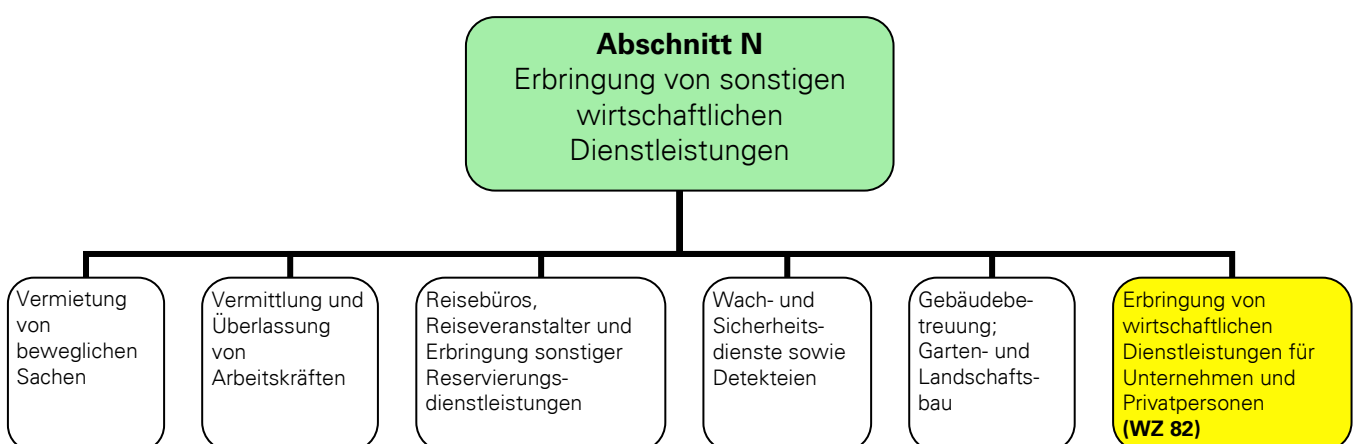 Abschnitt N
Erbringung von sonstigen
wirtschaftlichen
Dienstleistungen
Vermietung
von
beweglichen
Sachen
Vermittlung und
Überlassung
von
Arbeitskräften
Reisebüros,
Reiseveranstalter und
Erbringung sonstiger
Reservierungs-
dienstleistungen
Wach- und
Sicherheits-
dienste sowie
Detekteien
Gebäudebe-
treuung;
Garten- und
Landschafts-
bau
Erbringung von
wirtschaftlichen
Dienstleistungen für
Unternehmen und
Privatpersonen
(WZ 82)